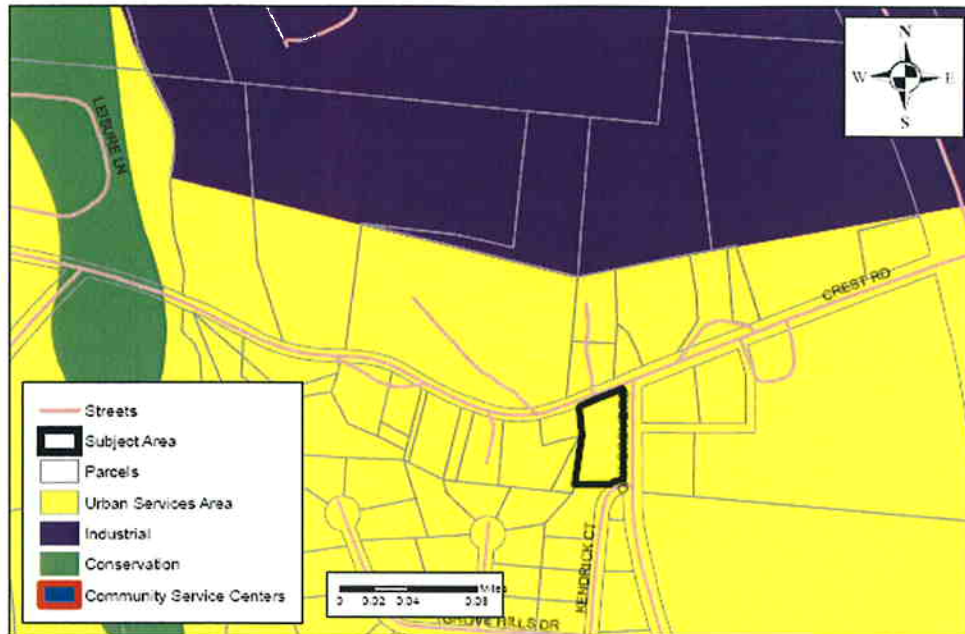 N
W E
S
LEISURE LN
CREST RD
Streets
Subject Area
Parcels
Urban Services Area
Industrial
Conservation
Community Service Centers
Miles
0 0.02 0.04 0.08
KENDRICK CT
GROVE HILLS DR